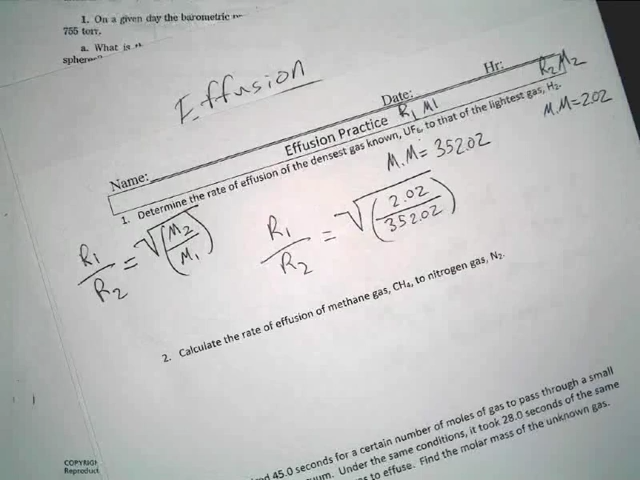 1. On a given day the barometric
755 torr.
a. What is
Effusion
Name: Date: Hr:
Effusion Practice
R1 M1
R2 M2
1. Determine the rate of effusion of the densest gas known, UF₆, to that of the lightest gas, H₂.
M.M = 352.02
M.M = 2.02
R1/R2 = √(M2/M1)
R1/R2 = √(2.02/352.02)
2. Calculate the rate of effusion of methane gas, CH₄, to nitrogen gas, N₂.
45.0 seconds for a certain number of moles of gas to pass through a small
Under the same conditions, it took 28.0 seconds of the same
to effuse. Find the molar mass of the unknown gas.